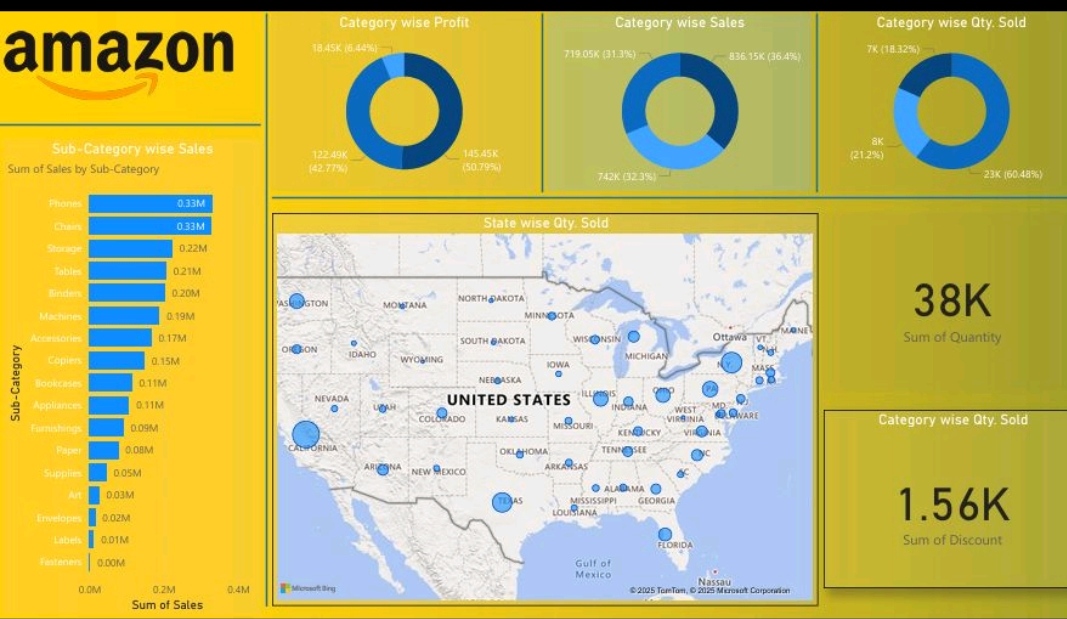 amazon
Category wise Profit
18.45K (6.44%)
122.49K
(42.77%)
145.45K
(50.79%)
Category wise Sales
719.05K (31.3%)
836.15K (36.4%)
742K (32.3%)
Category wise Qty. Sold
7K (18.32%)
8K
(21.2%)
23K (60.48%)
Sub-Category wise Sales
Sum of Sales by Sub-Category
Sub-Category
Phones 0.33M
Chairs 0.33M
Storage 0.22M
Tables 0.21M
Binders 0.20M
Machines 0.19M
Accessories 0.17M
Copiers 0.15M
Bookcases 0.11M
Appliances 0.11M
Furnishings 0.09M
Paper 0.08M
Supplies 0.05M
Art 0.03M
Envelopes 0.02M
Labels 0.01M
Fasteners 0.00M
0.0M 0.2M 0.4M
Sum of Sales
State wise Qty. Sold
WASHINGTON
MONTANA
NORTH DAKOTA
MINNESOTA
OREGON
IDAHO
WYOMING
SOUTH DAKOTA
WISCONSIN
MICHIGAN
Ottawa
VT
NH
MAINE
IOWA
N.Y.
MASS
NEBRASKA
NEVADA
UTAH
COLORADO
UNITED STATES
KANSAS
ILLINOIS
INDIANA
OHIO
PA
MD
DELAWARE
WEST
VIRGINIA
VIRGINIA
MISSOURI
KENTUCKY
CALIFORNIA
ARIZONA
NEW MEXICO
OKLAHOMA
ARKANSAS
TENNESSEE
NC
SC
TEXAS
MISSISSIPPI
ALABAMA
GEORGIA
LOUISIANA
FLORIDA
Gulf of
Mexico
Nassau
Microsoft Bing
© 2025 TomTom, © 2025 Microsoft Corporation
38K
Sum of Quantity
Category wise Qty. Sold
1.56K
Sum of Discount